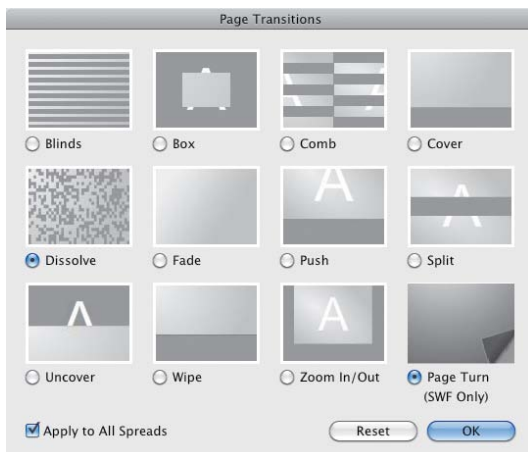 Page Transitions
Blinds
Box
Comb
Cover
A
Dissolve
Fade
Push
Split
A
A
A
Uncover
Wipe
Zoom In/Out
Page Turn
(SWF Only)
Apply to All Spreads
Reset
OK